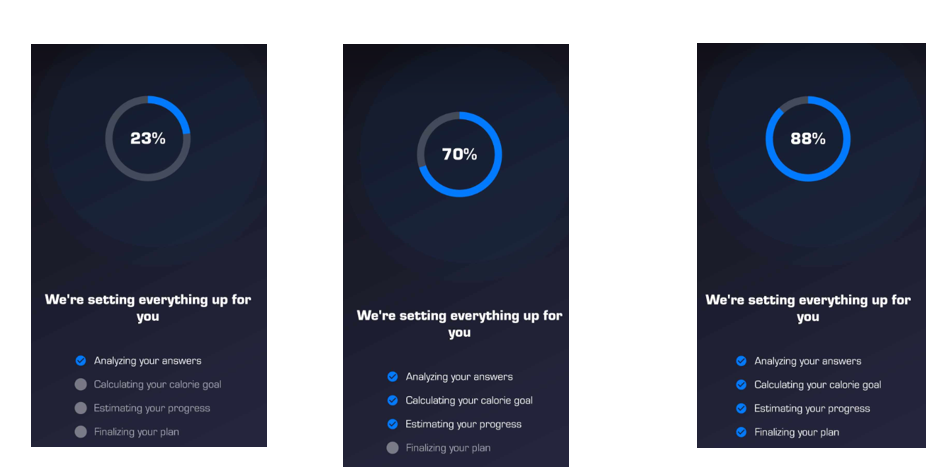 23%
We're setting everything up for
you
Analyzing your answers
Calculating your calorie goal
Estimating your progress
Finalizing your plan
70%
We're setting everything up for
you
Analyzing your answers
Calculating your calorie goal
Estimating your progress
Finalizing your plan
88%
We're setting everything up for
you
Analyzing your answers
Calculating your calorie goal
Estimating your progress
Finalizing your plan